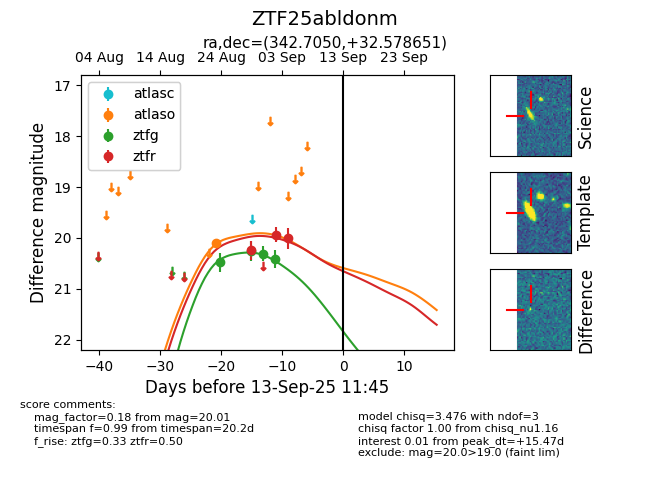 ZTF25abldonm
ra,dec=(342.7050,+32.578651)
04 Aug 14 Aug 24 Aug 03 Sep 13 Sep 23 Sep
17
18
19
20
21
22
Difference magnitude
atlasc
atlaso
ztfg
ztfr
−40 −30 −20 −10 0 10
Days before 13-Sep-25 11:45
Science
Template
Difference
score comments:
mag_factor=0.18 from mag=20.01
timespan f=0.99 from timespan=20.2d
f_rise: ztfg=0.33 ztfr=0.50
model chisq=3.476 with ndof=3
chisq factor 1.00 from chisq_nu1.16
interest 0.01 from peak_dt=+15.47d
exclude: mag=20.0>19.0 (faint lim)